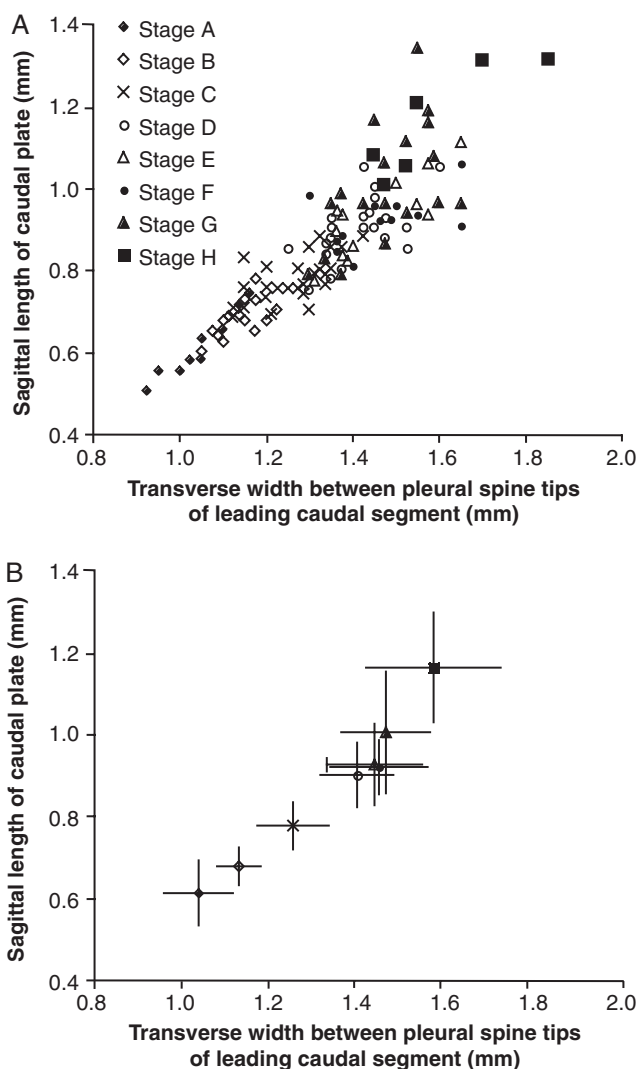 A
1.4
1.2
1.0
0.8
0.6
0.4
Sagittal length of caudal plate (mm)
Stage A
Stage B
Stage C
Stage D
Stage E
Stage F
Stage G
Stage H
0.8 1.0 1.2 1.4 1.6 1.8 2.0
Transverse width between pleural spine tips
of leading caudal segment (mm)
B
1.4
1.2
1.0
0.8
0.6
0.4
Sagittal length of caudal plate (mm)
0.8 1.0 1.2 1.4 1.6 1.8 2.0
Transverse width between pleural spine tips
of leading caudal segment (mm)